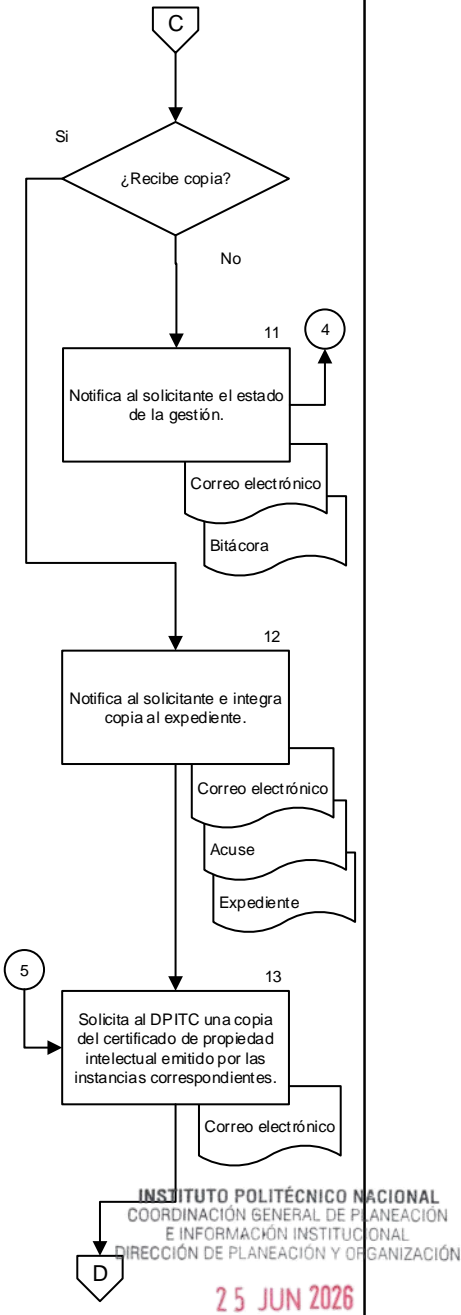 C
Si
¿Recibe copia?
No
11
4
Notifica al solicitante el estado
de la gestión.
Correo electrónico
Bitácora
12
Notifica al solicitante e integra
copia al expediente.
Correo electrónico
Acuse
Expediente
5
13
Solicita al DPITC una copia
del certificado de propiedad
intelectual emitido por las
instancias correspondientes.
Correo electrónico
INSTITUTO POLITÉCNICO NACIONAL
COORDINACIÓN GENERAL DE PLANEACIÓN
E INFORMACIÓN INSTITUCIONAL
DIRECCIÓN DE PLANEACIÓN Y ORGANIZACIÓN
D
25 JUN 2026